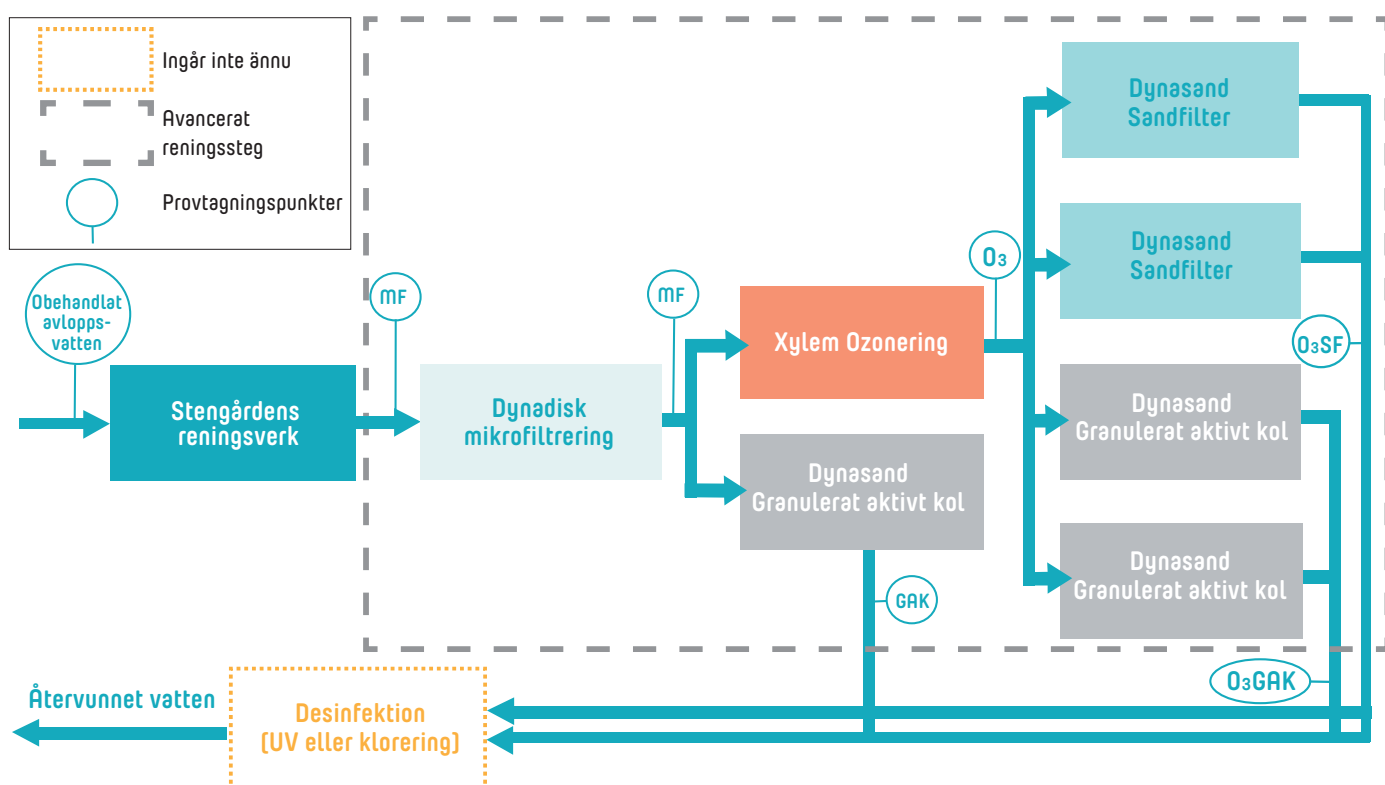 Ingår inte ännu
Avancerat
reningssteg
Provtagningspunkter
Obehandlat
avlopps-
vatten
MF
MF
O₃
O₃SF
Stengårdens
reningsverk
Dynadisk
mikrofiltrering
Xylem Ozonering
Dynasand
Granulerat aktivt kol
Dynasand
Sandfilter
Dynasand
Sandfilter
Dynasand
Granulerat aktivt kol
Dynasand
Granulerat aktivt kol
GAK
O₃GAK
Återvunnet vatten
Desinfektion
(UV eller klorering)